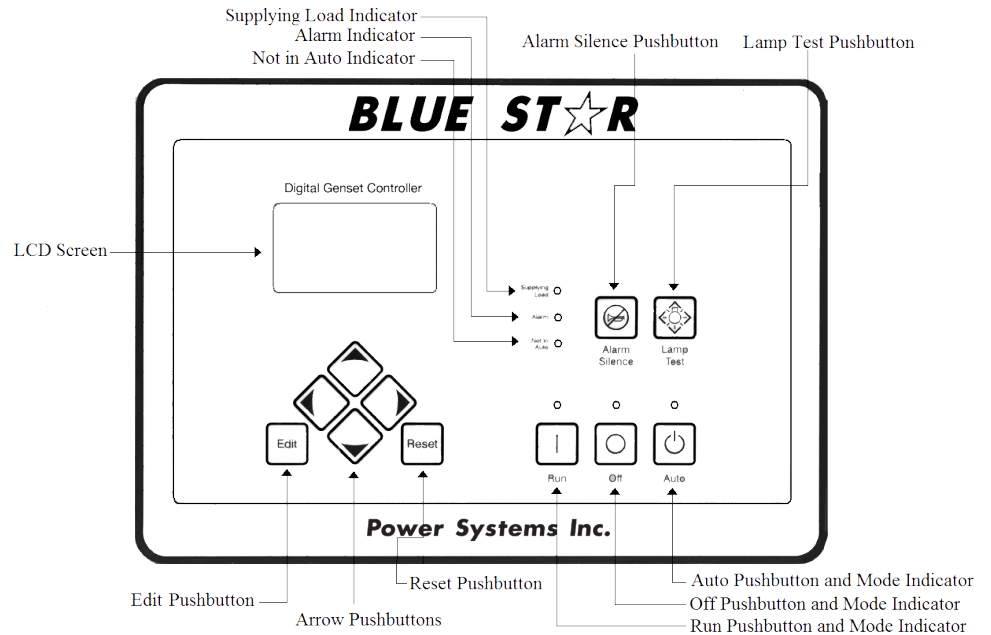 Supplying Load Indicator
Alarm Indicator
Not in Auto Indicator
Alarm Silence Pushbutton
Lamp Test Pushbutton
BLUE STAR
Digital Genset Controller
LCD Screen
Supplying
Load
Alarm
Not in
Auto
Alarm
Silence
Lamp
Test
Edit
Reset
Run
Off
Auto
Power Systems Inc.
Edit Pushbutton
Arrow Pushbuttons
Reset Pushbutton
Auto Pushbutton and Mode Indicator
Off Pushbutton and Mode Indicator
Run Pushbutton and Mode Indicator